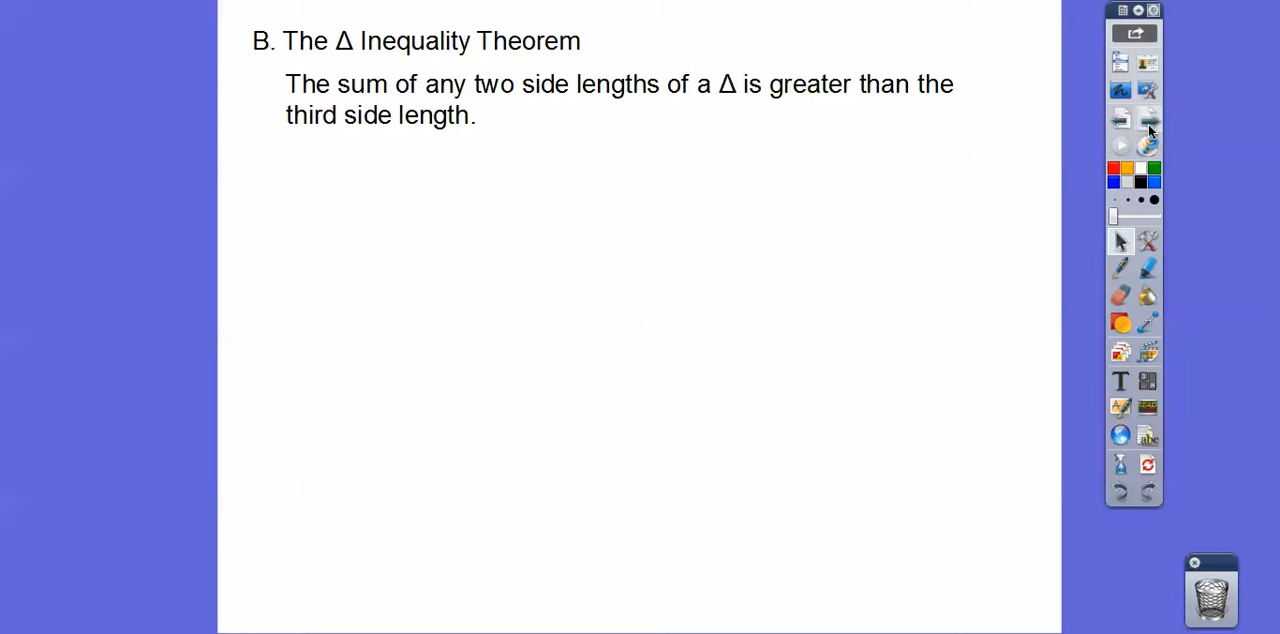 B. The Δ Inequality Theorem
The sum of any two side lengths of a Δ is greater than the
third side length.